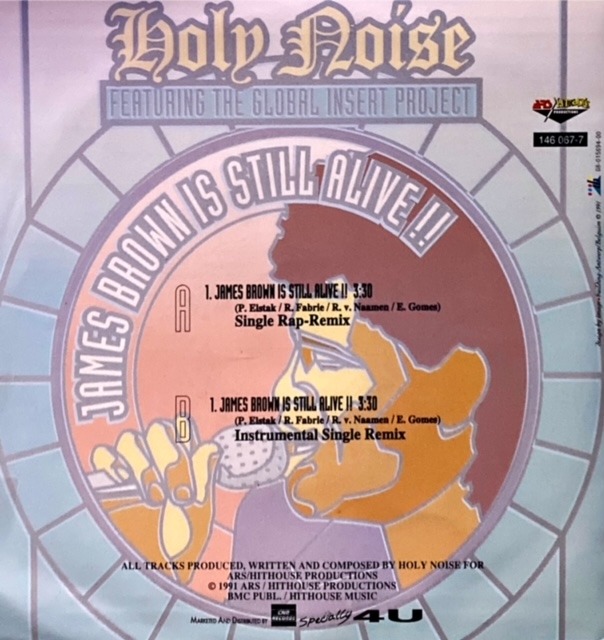 Holy Noise
FEATURING THE GLOBAL INSERT PROJECT
JAMES BROWN IS STILL ALIVE!!
146 067-7
A
1. JAMES BROWN IS STILL ALIVE !! 3:30
(P. Elstak / R. Fabrie / R. v. Naamen / E. Gomes)
Single Rap-Remix
B
1. JAMES BROWN IS STILL ALIVE !! 3:30
(P. Elstak / R. Fabrie / R. v. Naamen / E. Gomes)
Instrumental Single Remix
ALL TRACKS PRODUCED, WRITTEN AND COMPOSED BY HOLY NOISE FOR
ARS/HITHOUSE PRODUCTIONS
© 1991 ARS / HITHOUSE PRODUCTIONS
BMC PUBL. / HITHOUSE MUSIC
MARKETED AND DISTRIBUTED BY
Specially 4 U